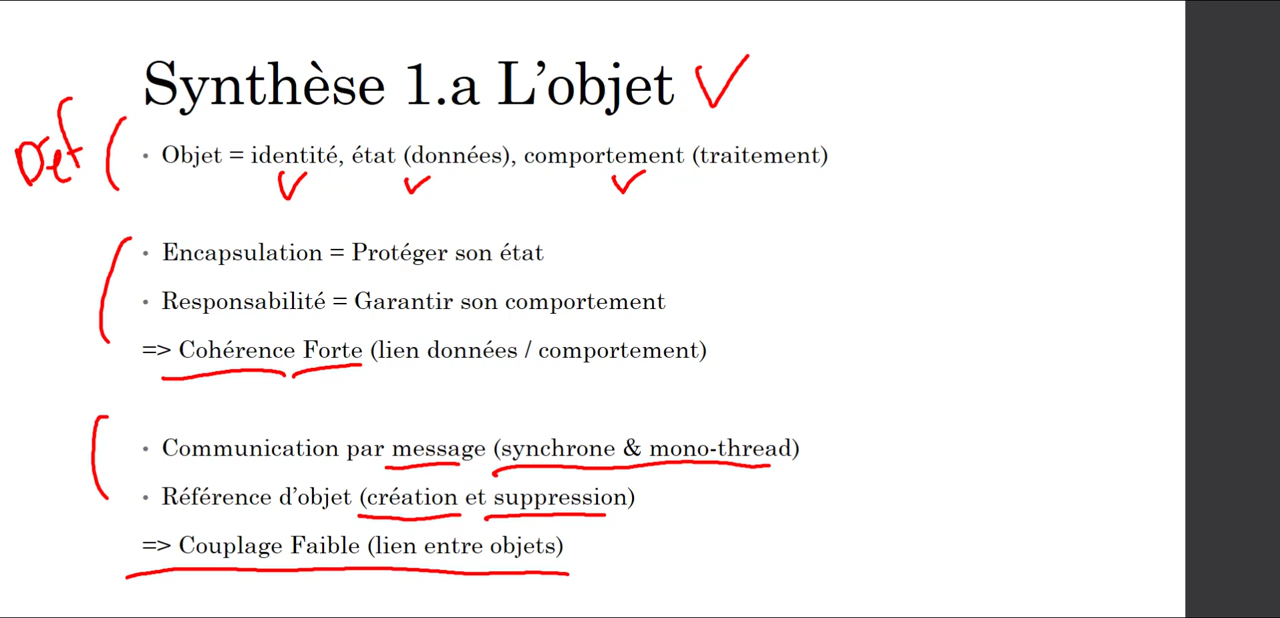 Synthèse 1.a L'objet
Def
• Objet = identité, état (données), comportement (traitement)
• Encapsulation = Protéger son état
• Responsabilité = Garantir son comportement
=> Cohérence Forte (lien données / comportement)
• Communication par message (synchrone & mono-thread)
• Référence d'objet (création et suppression)
=> Couplage Faible (lien entre objets)